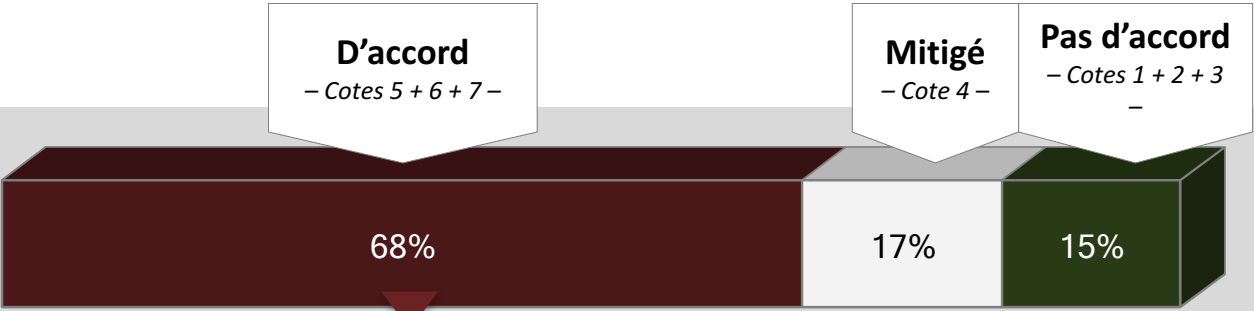 D’accord
– Cotes 5 + 6 + 7 –
Mitigé
– Cote 4 –
Pas d’accord
– Cotes 1 + 2 + 3
–
68%
17%
15%